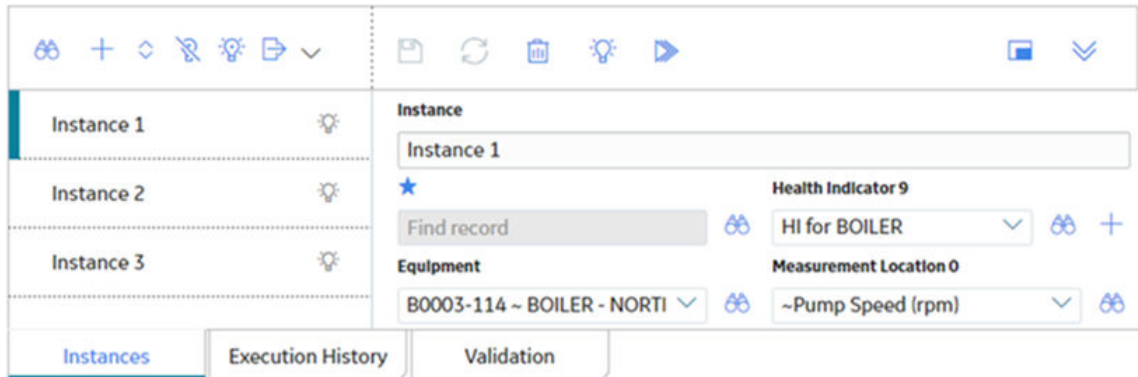 Instance 1
Instance 2
Instance 3
Instance
Instance 1
Find record
Health Indicator 9
HI for BOILER
Equipment
B0003-114 ~ BOILER - NORTI
Measurement Location 0
~Pump Speed (rpm)
Instances
Execution History
Validation